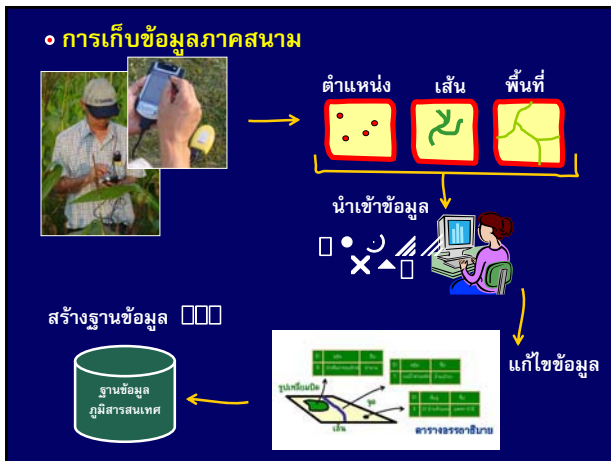 การเก็บข้อมูลภาคสนาม
ตำแหน่ง เส้น พื้นที่
นำเข้าข้อมูล
สร้างฐานข้อมูล
แก้ไขข้อมูล
ฐานข้อมูล
ภูมิสารสนเทศ
รูปเหลี่ยมปิด
จุด
เส้น
ตารางอรรถาธิบาย